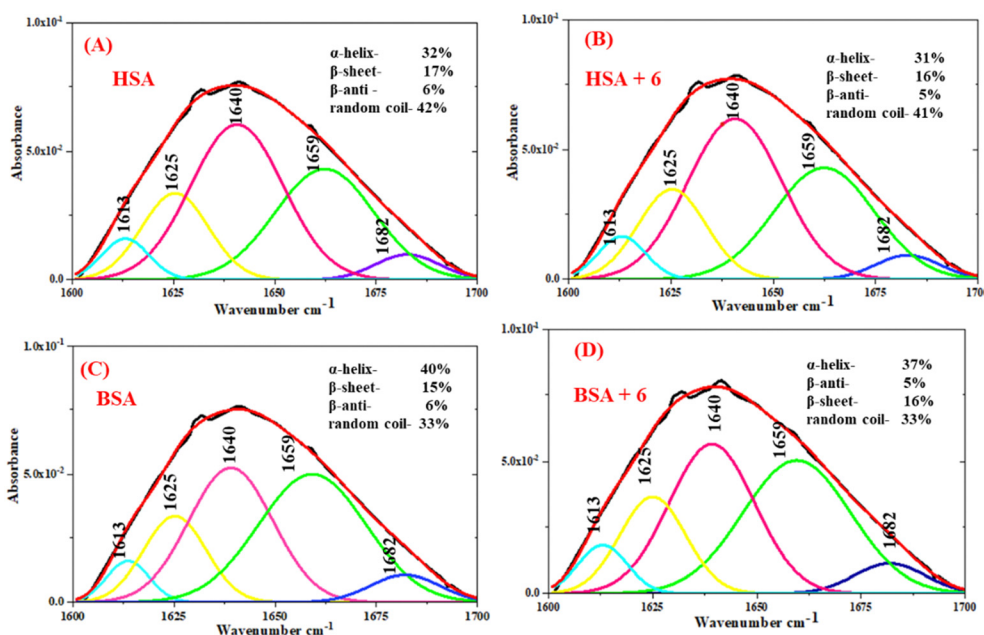 (A)
HSA
α-helix- 32%
β-sheet- 17%
β-anti - 6%
random coil- 42%
1.0x10⁻¹
5.0x10⁻²
0.0
Absorbance
1613
1625
1640
1659
1682
1600 1625 1650 1675 1700
Wavenumber cm⁻¹
(B)
HSA + 6
α-helix- 31%
β-sheet- 16%
β-anti- 5%
random coil- 41%
1.0x10⁻¹
5.0x10⁻²
0.0
Absorbance
1613
1625
1640
1659
1682
1600 1625 1650 1675 1700
Wavenumber cm⁻¹
(C)
BSA
α-helix- 40%
β-sheet- 15%
β-anti- 6%
random coil- 33%
1.0x10⁻¹
5.0x10⁻²
0.0
Absorbance
1613
1625
1640
1659
1682
1600 1625 1650 1675 1700
Wavenumber cm⁻¹
(D)
BSA + 6
α-helix- 37%
β-anti- 5%
β-sheet- 16%
random coil- 33%
1.0x10⁻¹
5.0x10⁻²
0.0
Absorbance
1613
1625
1640
1659
1682
1600 1625 1650 1675 1700
Wavenumber cm⁻¹